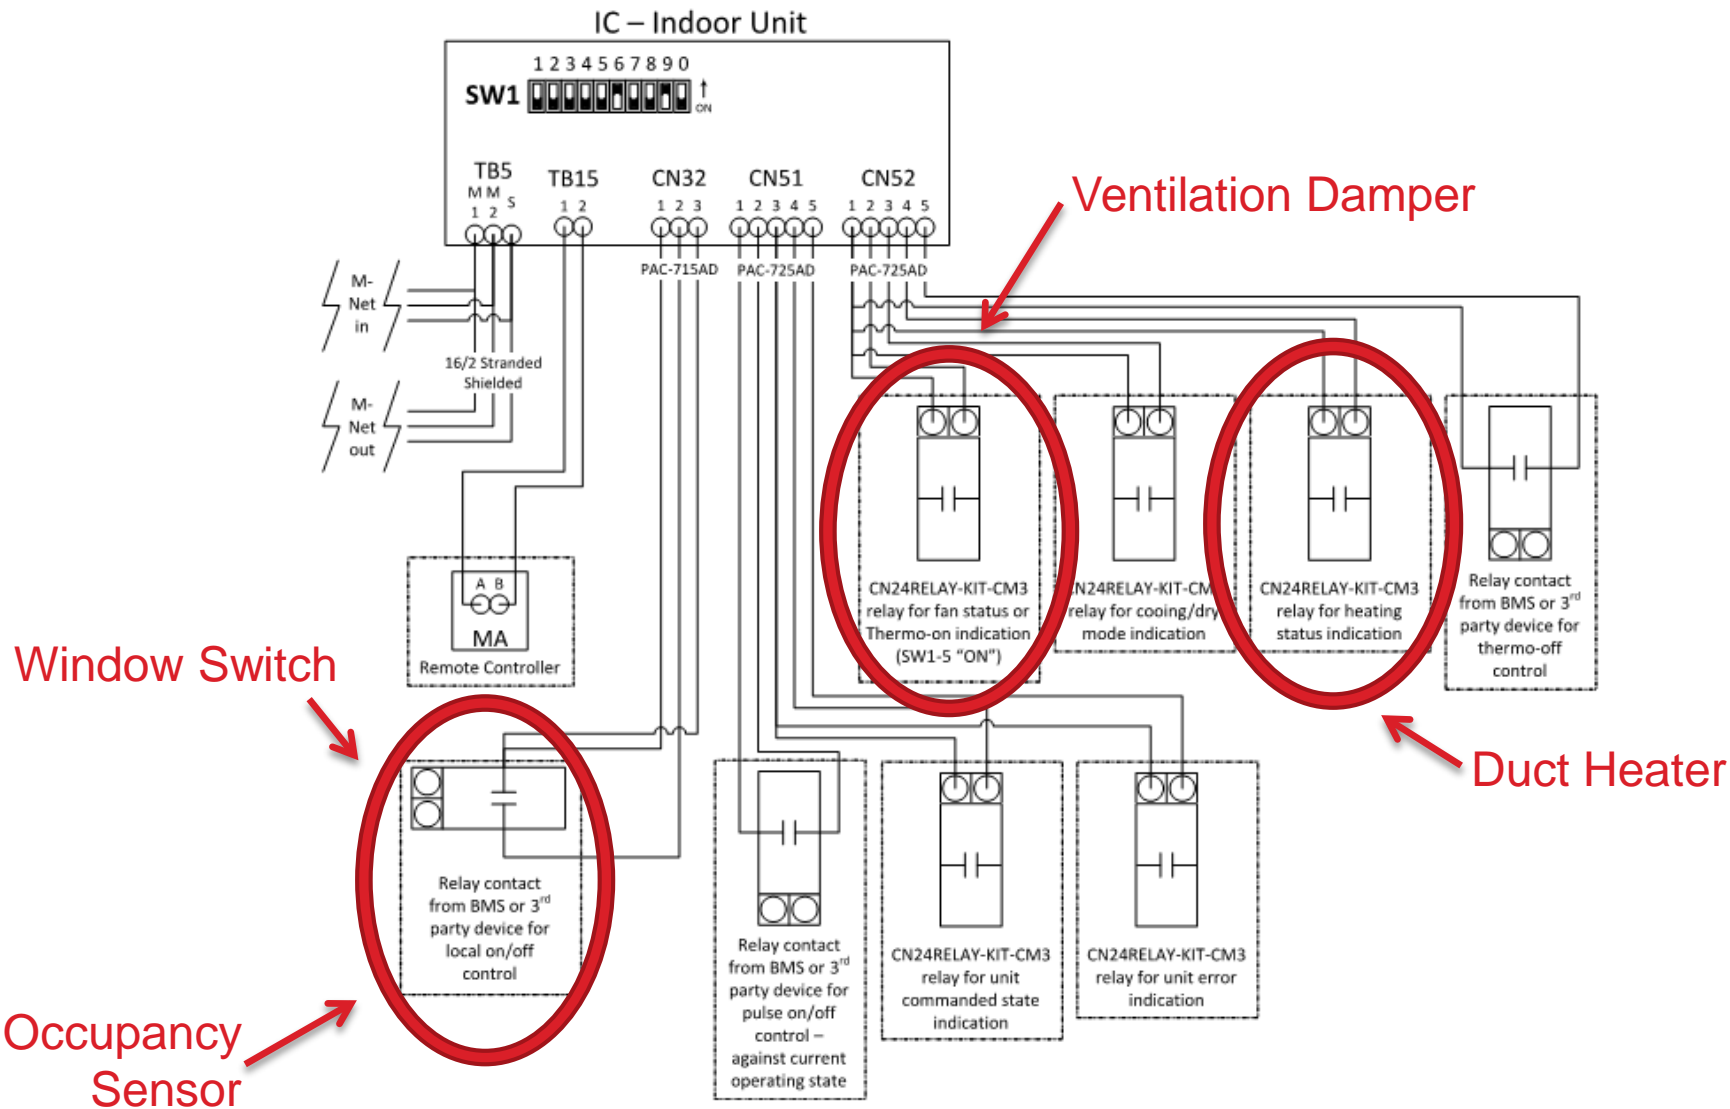 IC – Indoor Unit
1 2 3 4 5 6 7 8 9 0
SW1
ON
TB5
M M
S
1 2
TB15
1 2
CN32
1 2 3
CN51
1 2 3 4 5
CN52
1 2 3 4 5
PAC-715AD
PAC-725AD
PAC-725AD
Ventilation Damper
M-
Net
in
16/2 Stranded
Shielded
M-
Net
out
A B
MA
Remote Controller
CN24RELAY-KIT-CM3
relay for fan status or
Thermo-on indication
(SW1-5 “ON”)
CN24RELAY-KIT-CM
relay for cooing/dry
mode indication
CN24RELAY-KIT-CM3
relay for heating
status indication
Relay contact
from BMS or 3rd
party device for
thermo-off
control
Window Switch
Duct Heater
Relay contact
from BMS or 3rd
party device for
local on/off
control
Relay contact
from BMS or 3rd
party device for
pulse on/off
control –
against current
operating state
CN24RELAY-KIT-CM3
relay for unit
commanded state
indication
CN24RELAY-KIT-CM3
relay for unit error
indication
Occupancy
Sensor